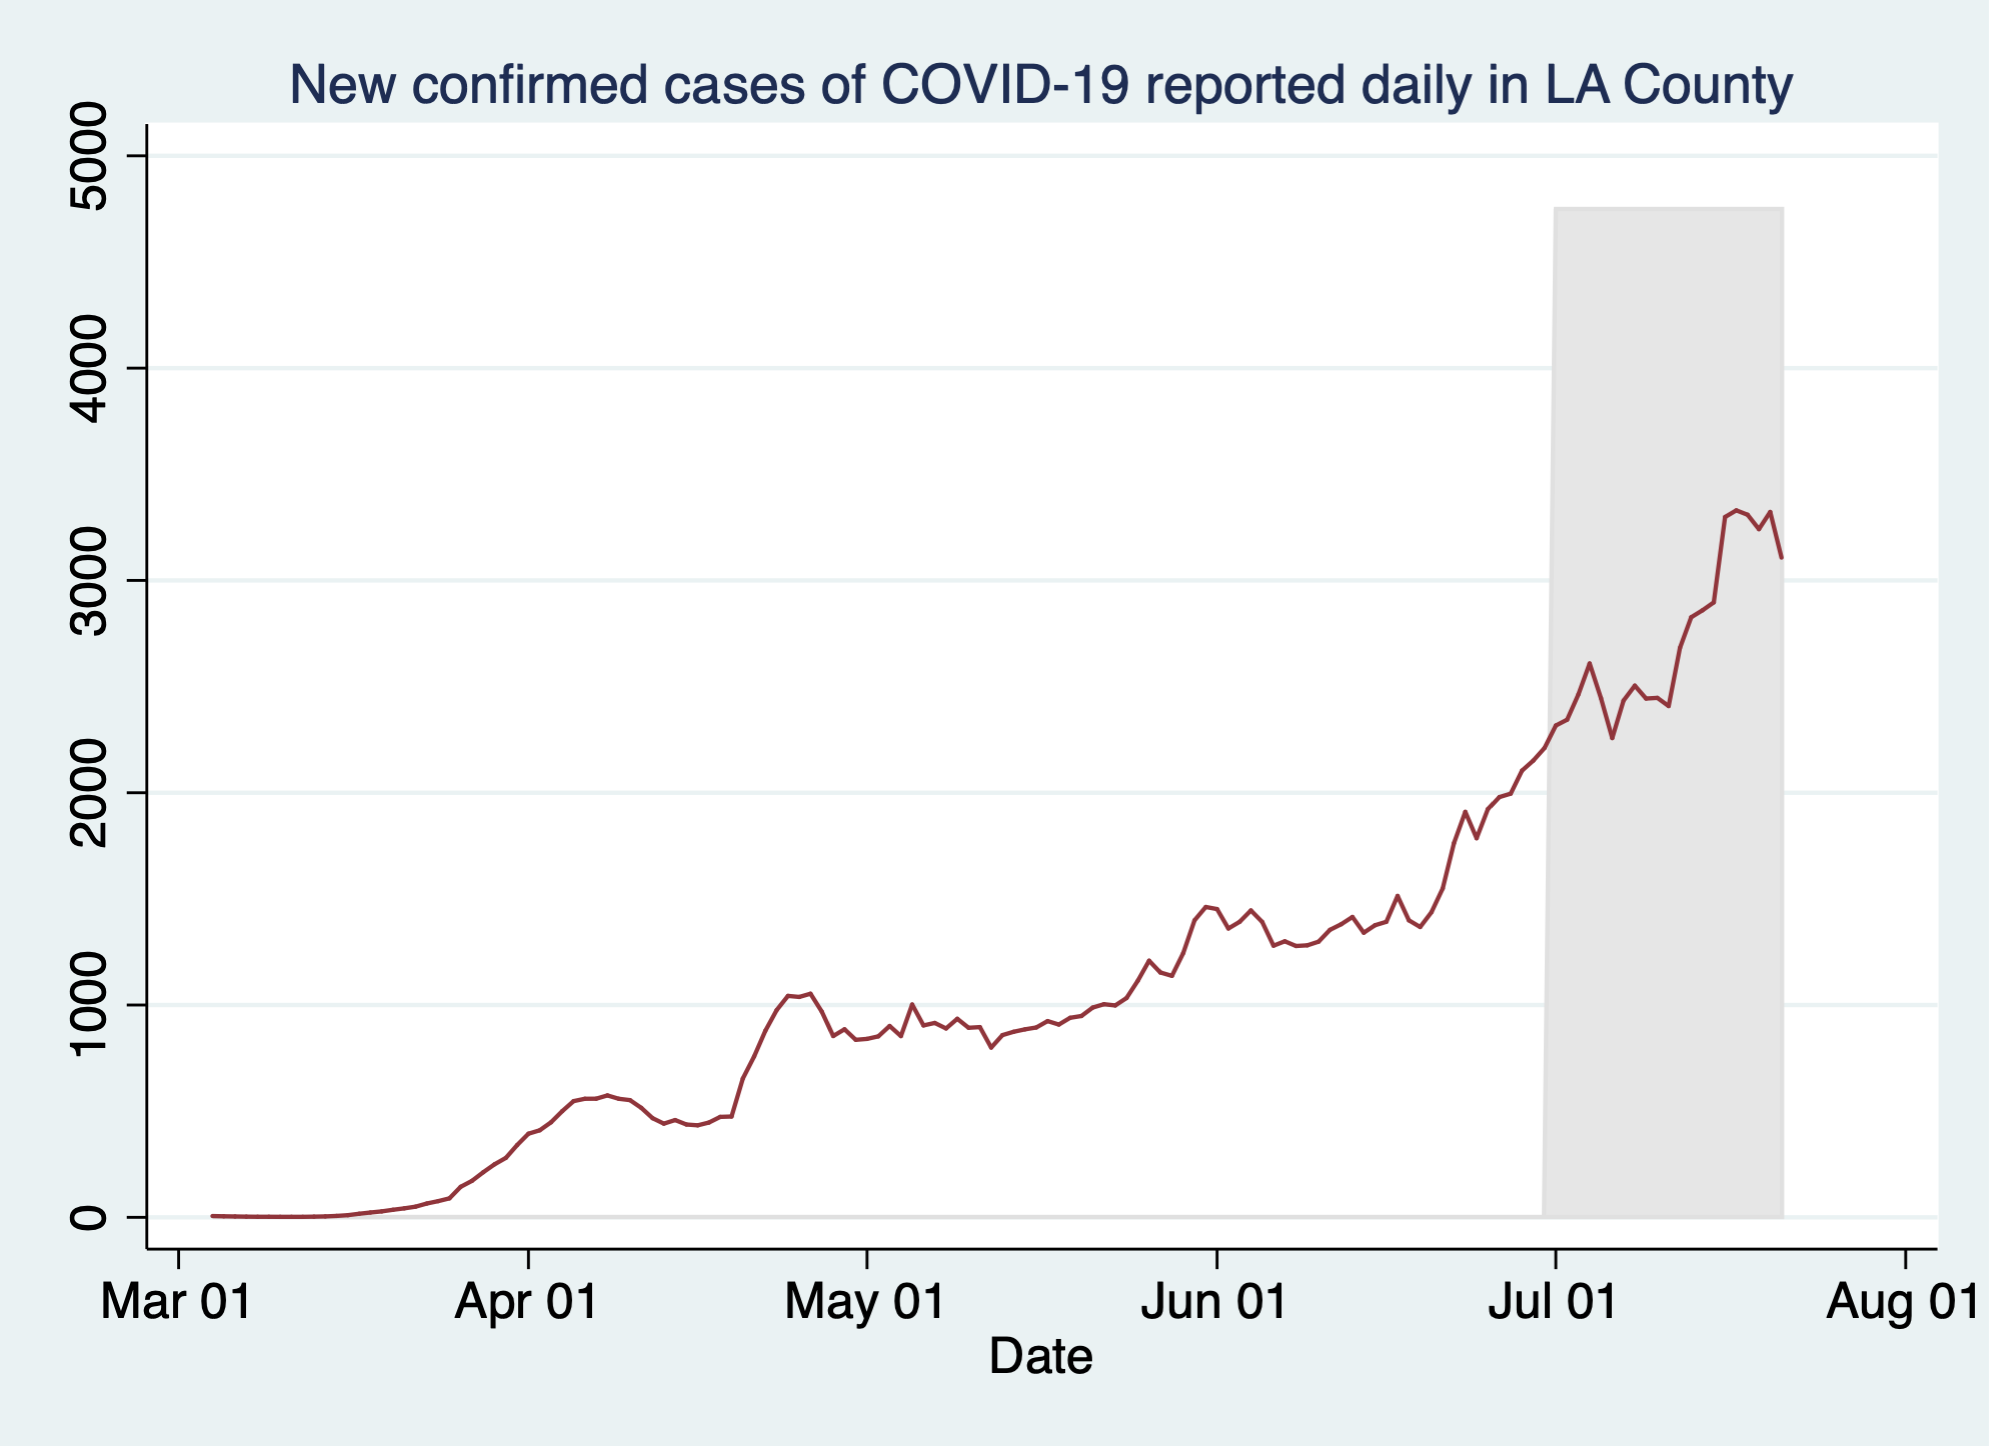 New confirmed cases of COVID-19 reported daily in LA County
5000
4000
3000
2000
1000
0
Mar 01 Apr 01 May 01 Jun 01 Jul 01 Aug 01
Date